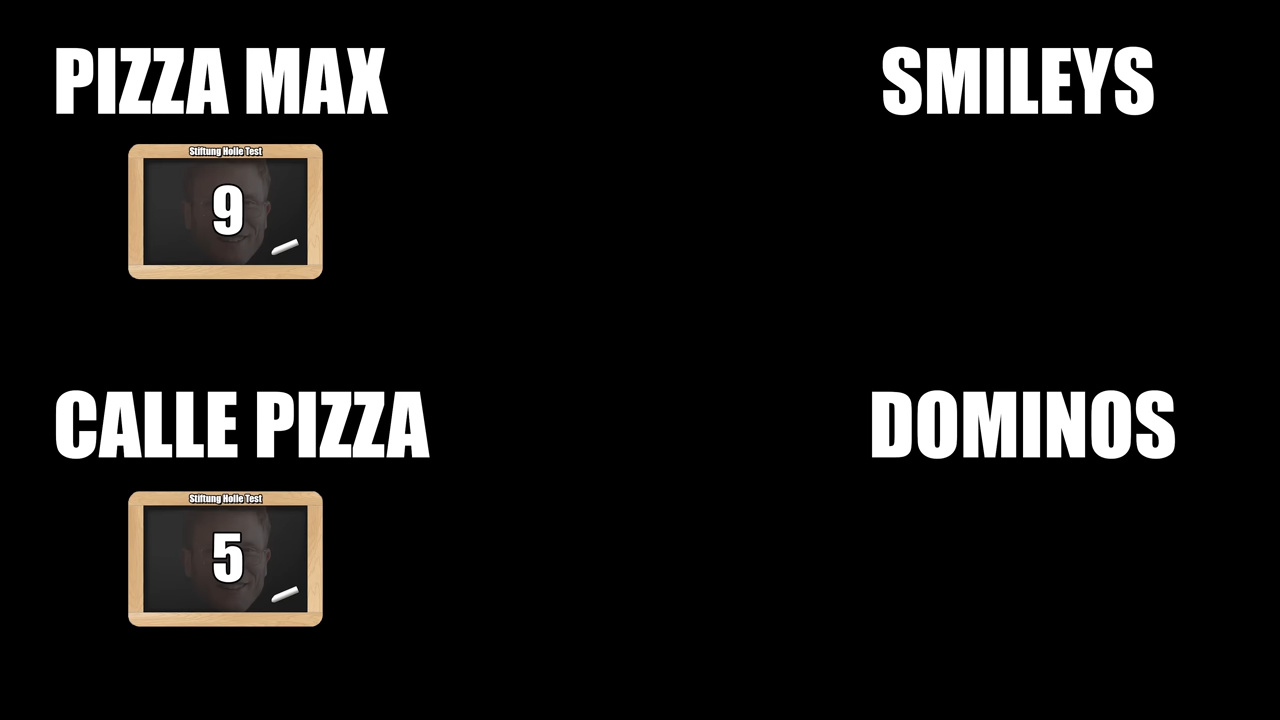 PIZZA MAX
SMILEYS
Stiftung Holle Test
9
CALLE PIZZA
DOMINOS
Stiftung Holle Test
5